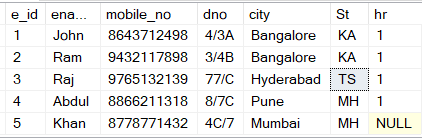 e_id ena... mobile_no dno city St hr
1 John 8643712498 4/3A Bangalore KA 1
2 Ram 9432117898 3/4B Bangalore KA 1
3 Raj 9765132139 77/C Hyderabad TS 1
4 Abdul 8866211318 8/7C Pune MH 1
5 Khan 8778771432 4C/7 Mumbai MH NULL